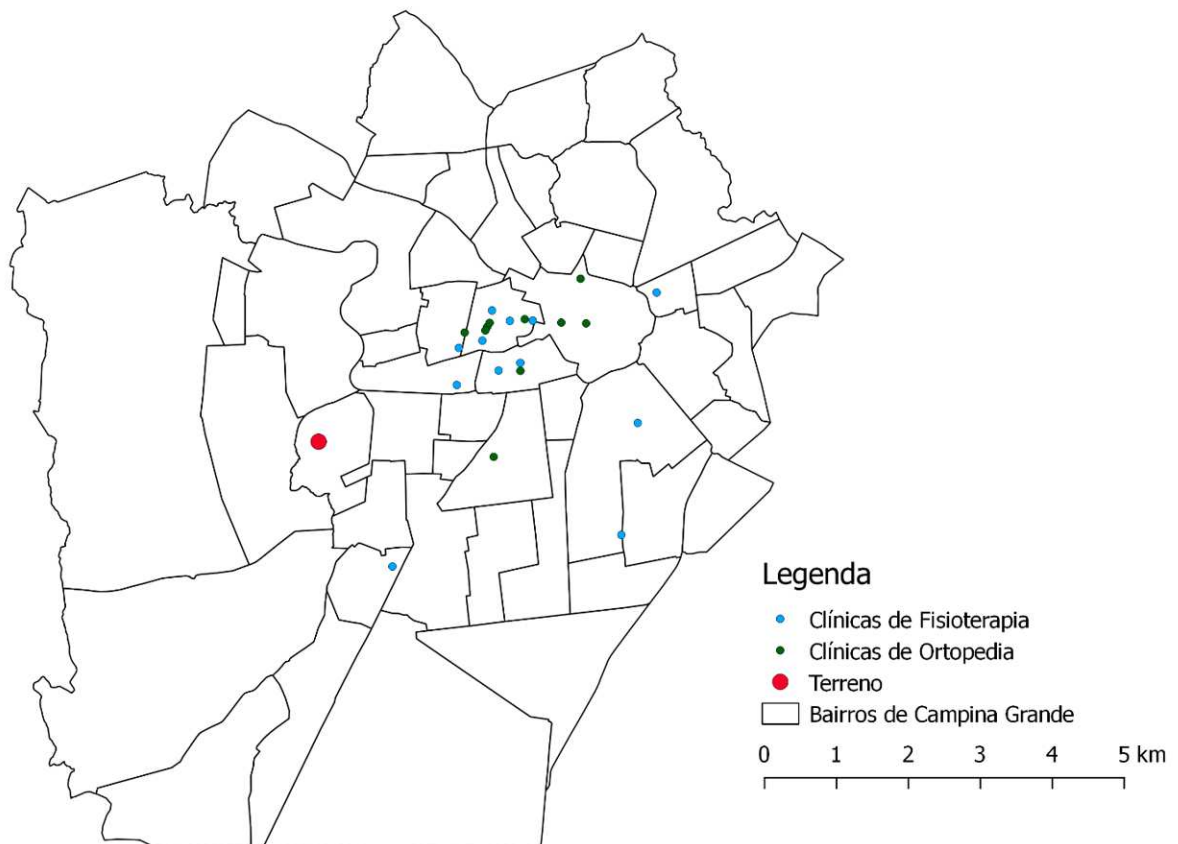 Legenda
Clínicas de Fisioterapia
Clínicas de Ortopedia
Terreno
Bairros de Campina Grande
0 1 2 3 4 5 km